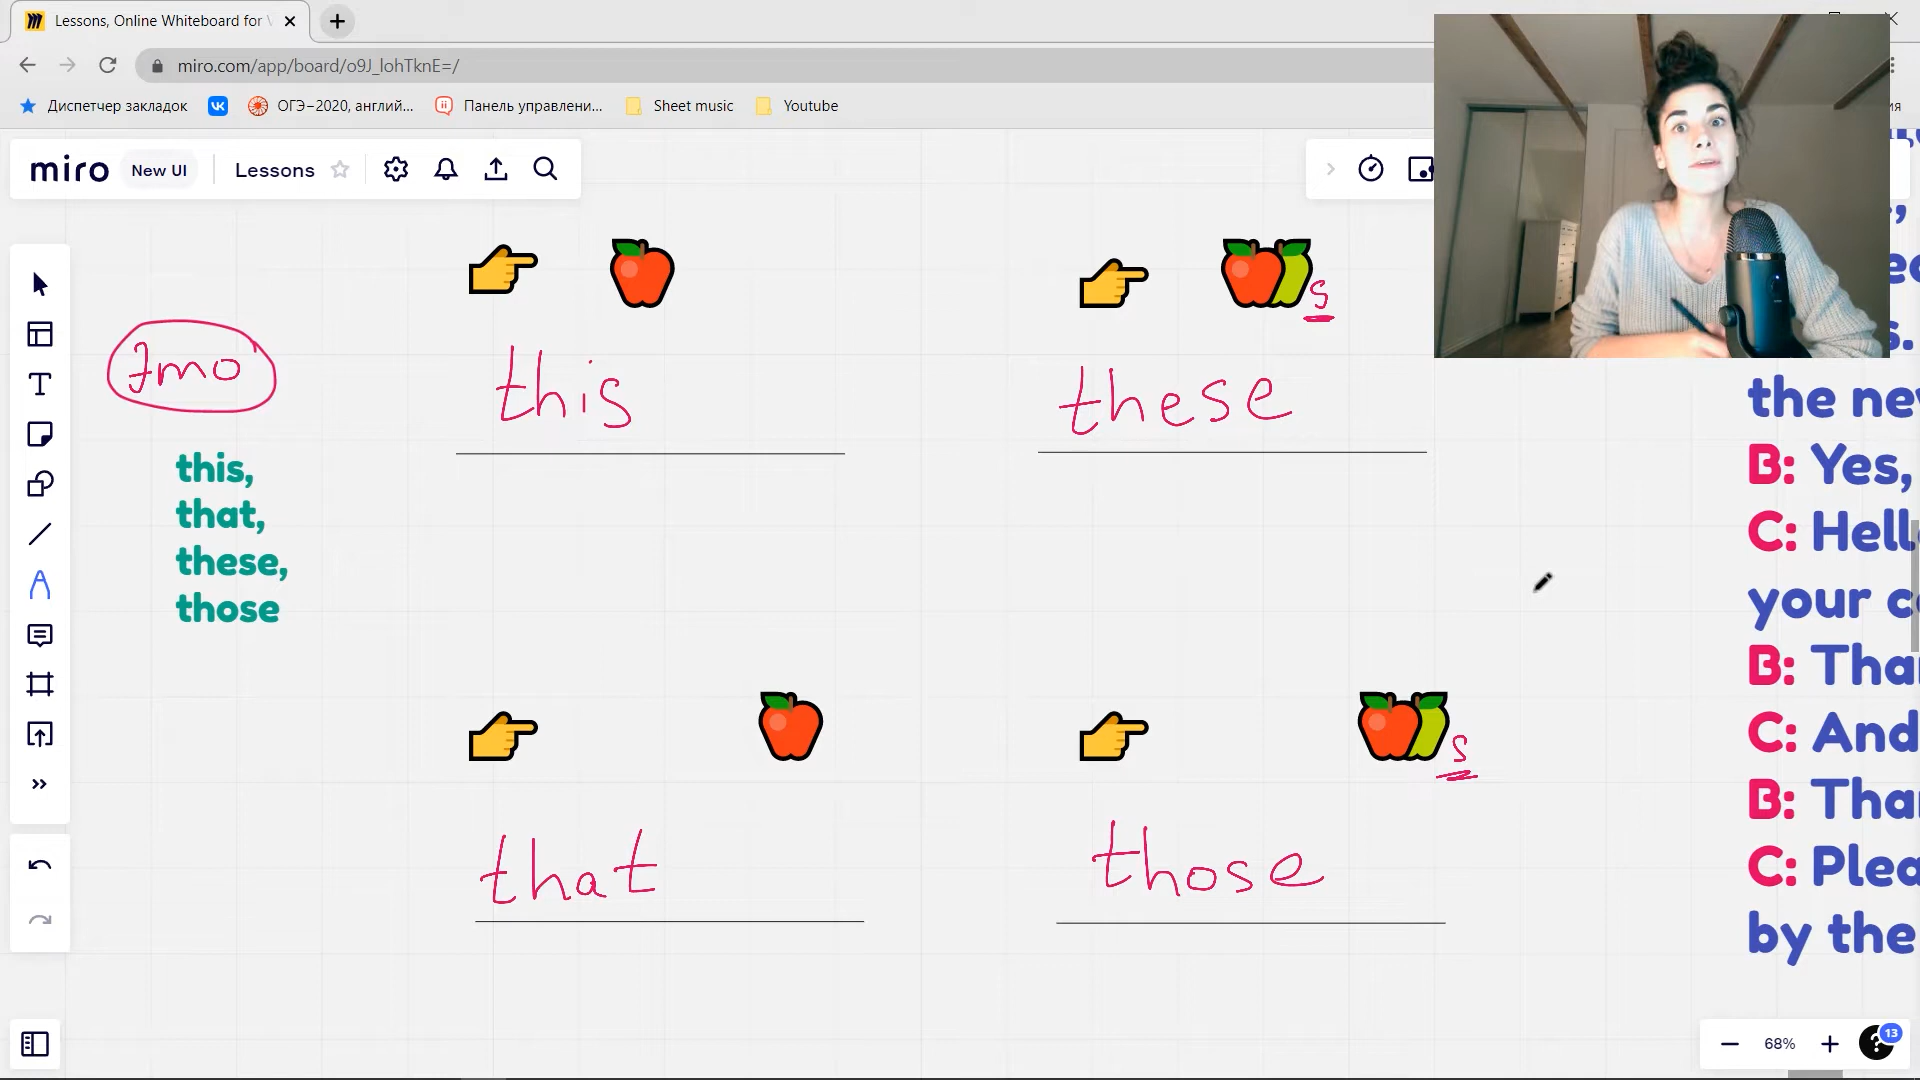 Lessons, Online Whiteboard for
miro.com/app/board/o9J_lohTknE=/
Диспетчер закладок
ОГЭ-2020, англий...
Панель управлени...
Sheet music
Youtube
miro
New UI
Lessons
s
this
these
this,
that,
these,
those
s
that
those
the ne
B: Yes,
C: Hell
your c
B: Tha
C: And
B: Tha
C: Plea
by the
68%
13